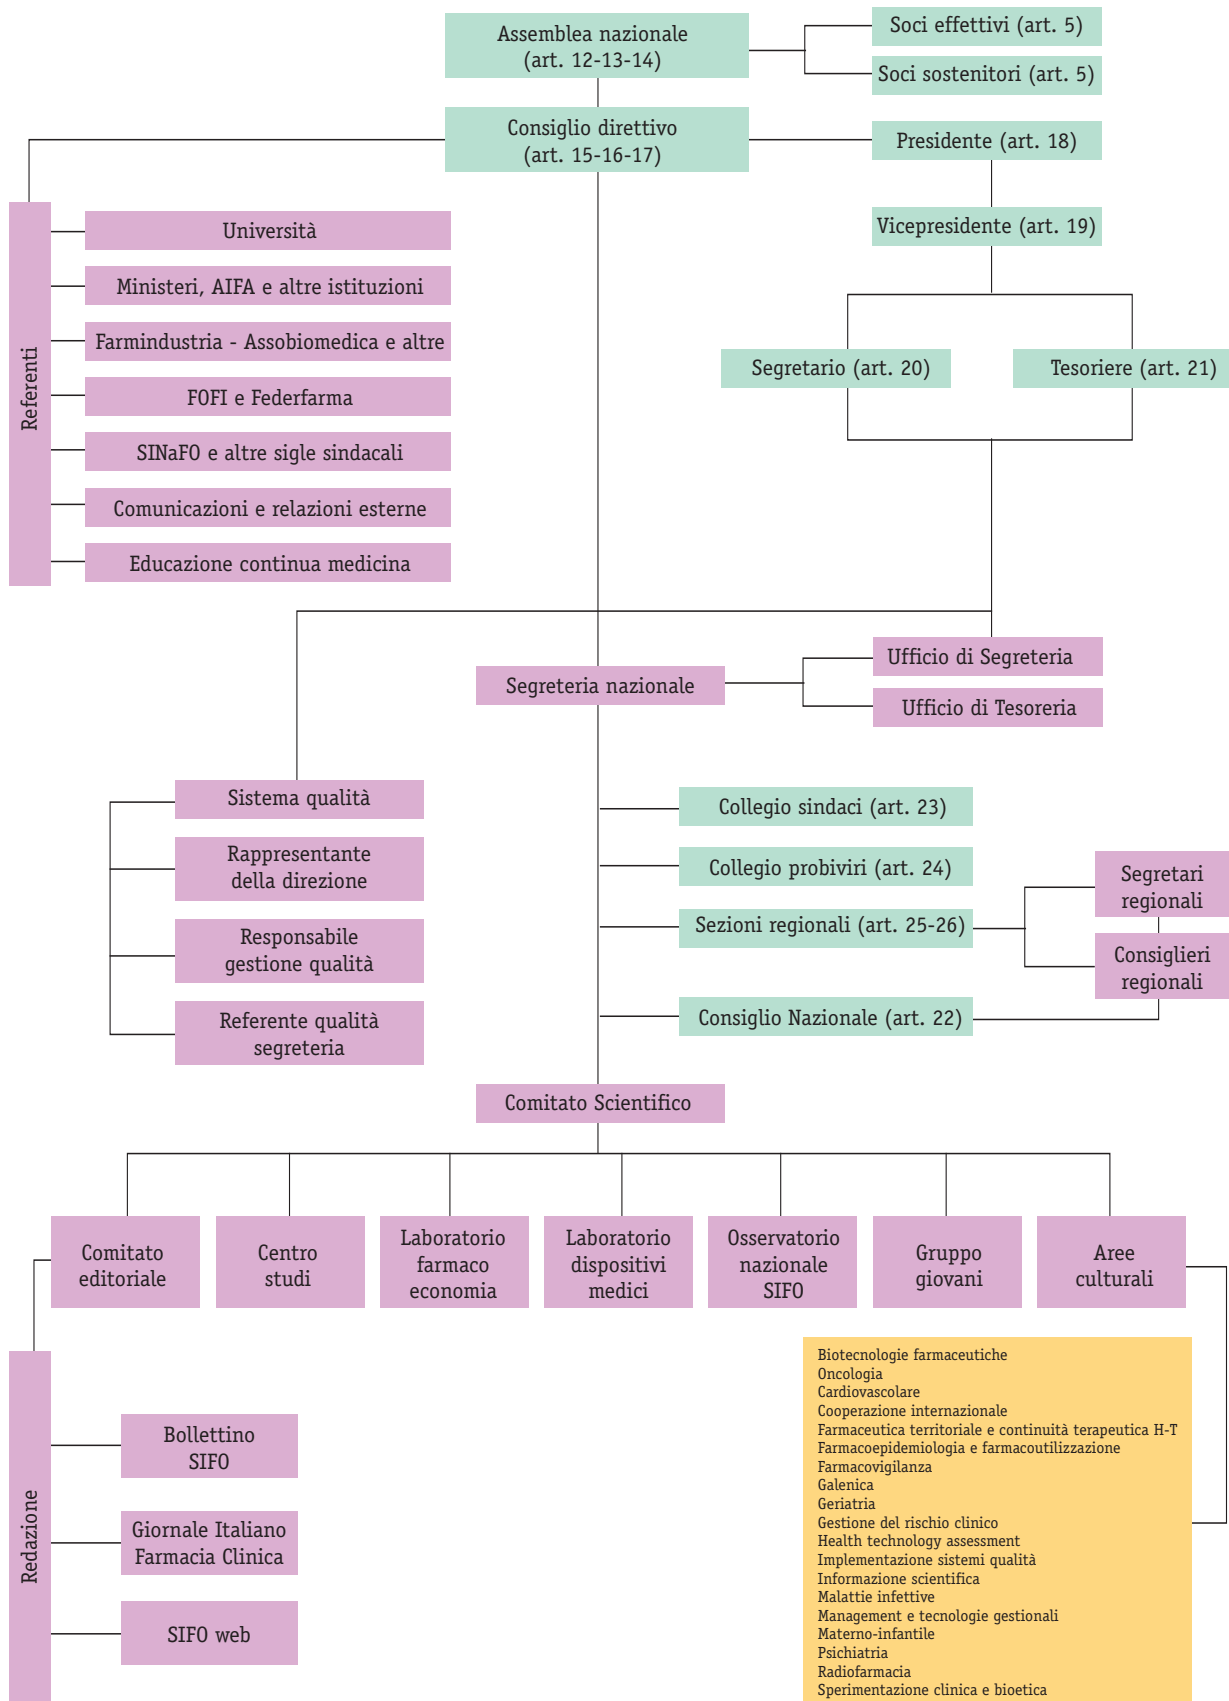 Assemblea nazionale
(art. 12-13-14)
Soci effettivi (art. 5)
Soci sostenitori (art. 5)
Consiglio direttivo
(art. 15-16-17)
Presidente (art. 18)
Vicepresidente (art. 19)
Segretario (art. 20)
Tesoriere (art. 21)
Referenti
Università
Ministeri, AIFA e altre istituzioni
Farmindustria - Assobiomedica e altre
FOFI e Federfarma
SINaFO e altre sigle sindacali
Comunicazioni e relazioni esterne
Educazione continua medicina
Segreteria nazionale
Ufficio di Segreteria
Ufficio di Tesoreria
Sistema qualità
Rappresentante
della direzione
Responsabile
gestione qualità
Referente qualità
segreteria
Collegio sindaci (art. 23)
Collegio probiviri (art. 24)
Sezioni regionali (art. 25-26)
Consiglio Nazionale (art. 22)
Segretari
regionali
Consiglieri
regionali
Comitato Scientifico
Comitato
editoriale
Centro
studi
Laboratorio
farmaco
economia
Laboratorio
dispositivi
medici
Osservatorio
nazionale
SIFO
Gruppo
giovani
Aree
culturali
Redazione
Bollettino
SIFO
Giornale Italiano
Farmacia Clinica
SIFO web
Biotecnologie farmaceutiche
Oncologia
Cardiovascolare
Cooperazione internazionale
Farmaceutica territoriale e continuità terapeutica H-T
Farmacoepidemiologia e farmacoutilizzazione
Farmacovigilanza
Galenica
Geriatria
Gestione del rischio clinico
Health technology assessment
Implementazione sistemi qualità
Informazione scientifica
Malattie infettive
Management e tecnologie gestionali
Materno-infantile
Psichiatria
Radiofarmacia
Sperimentazione clinica e bioetica